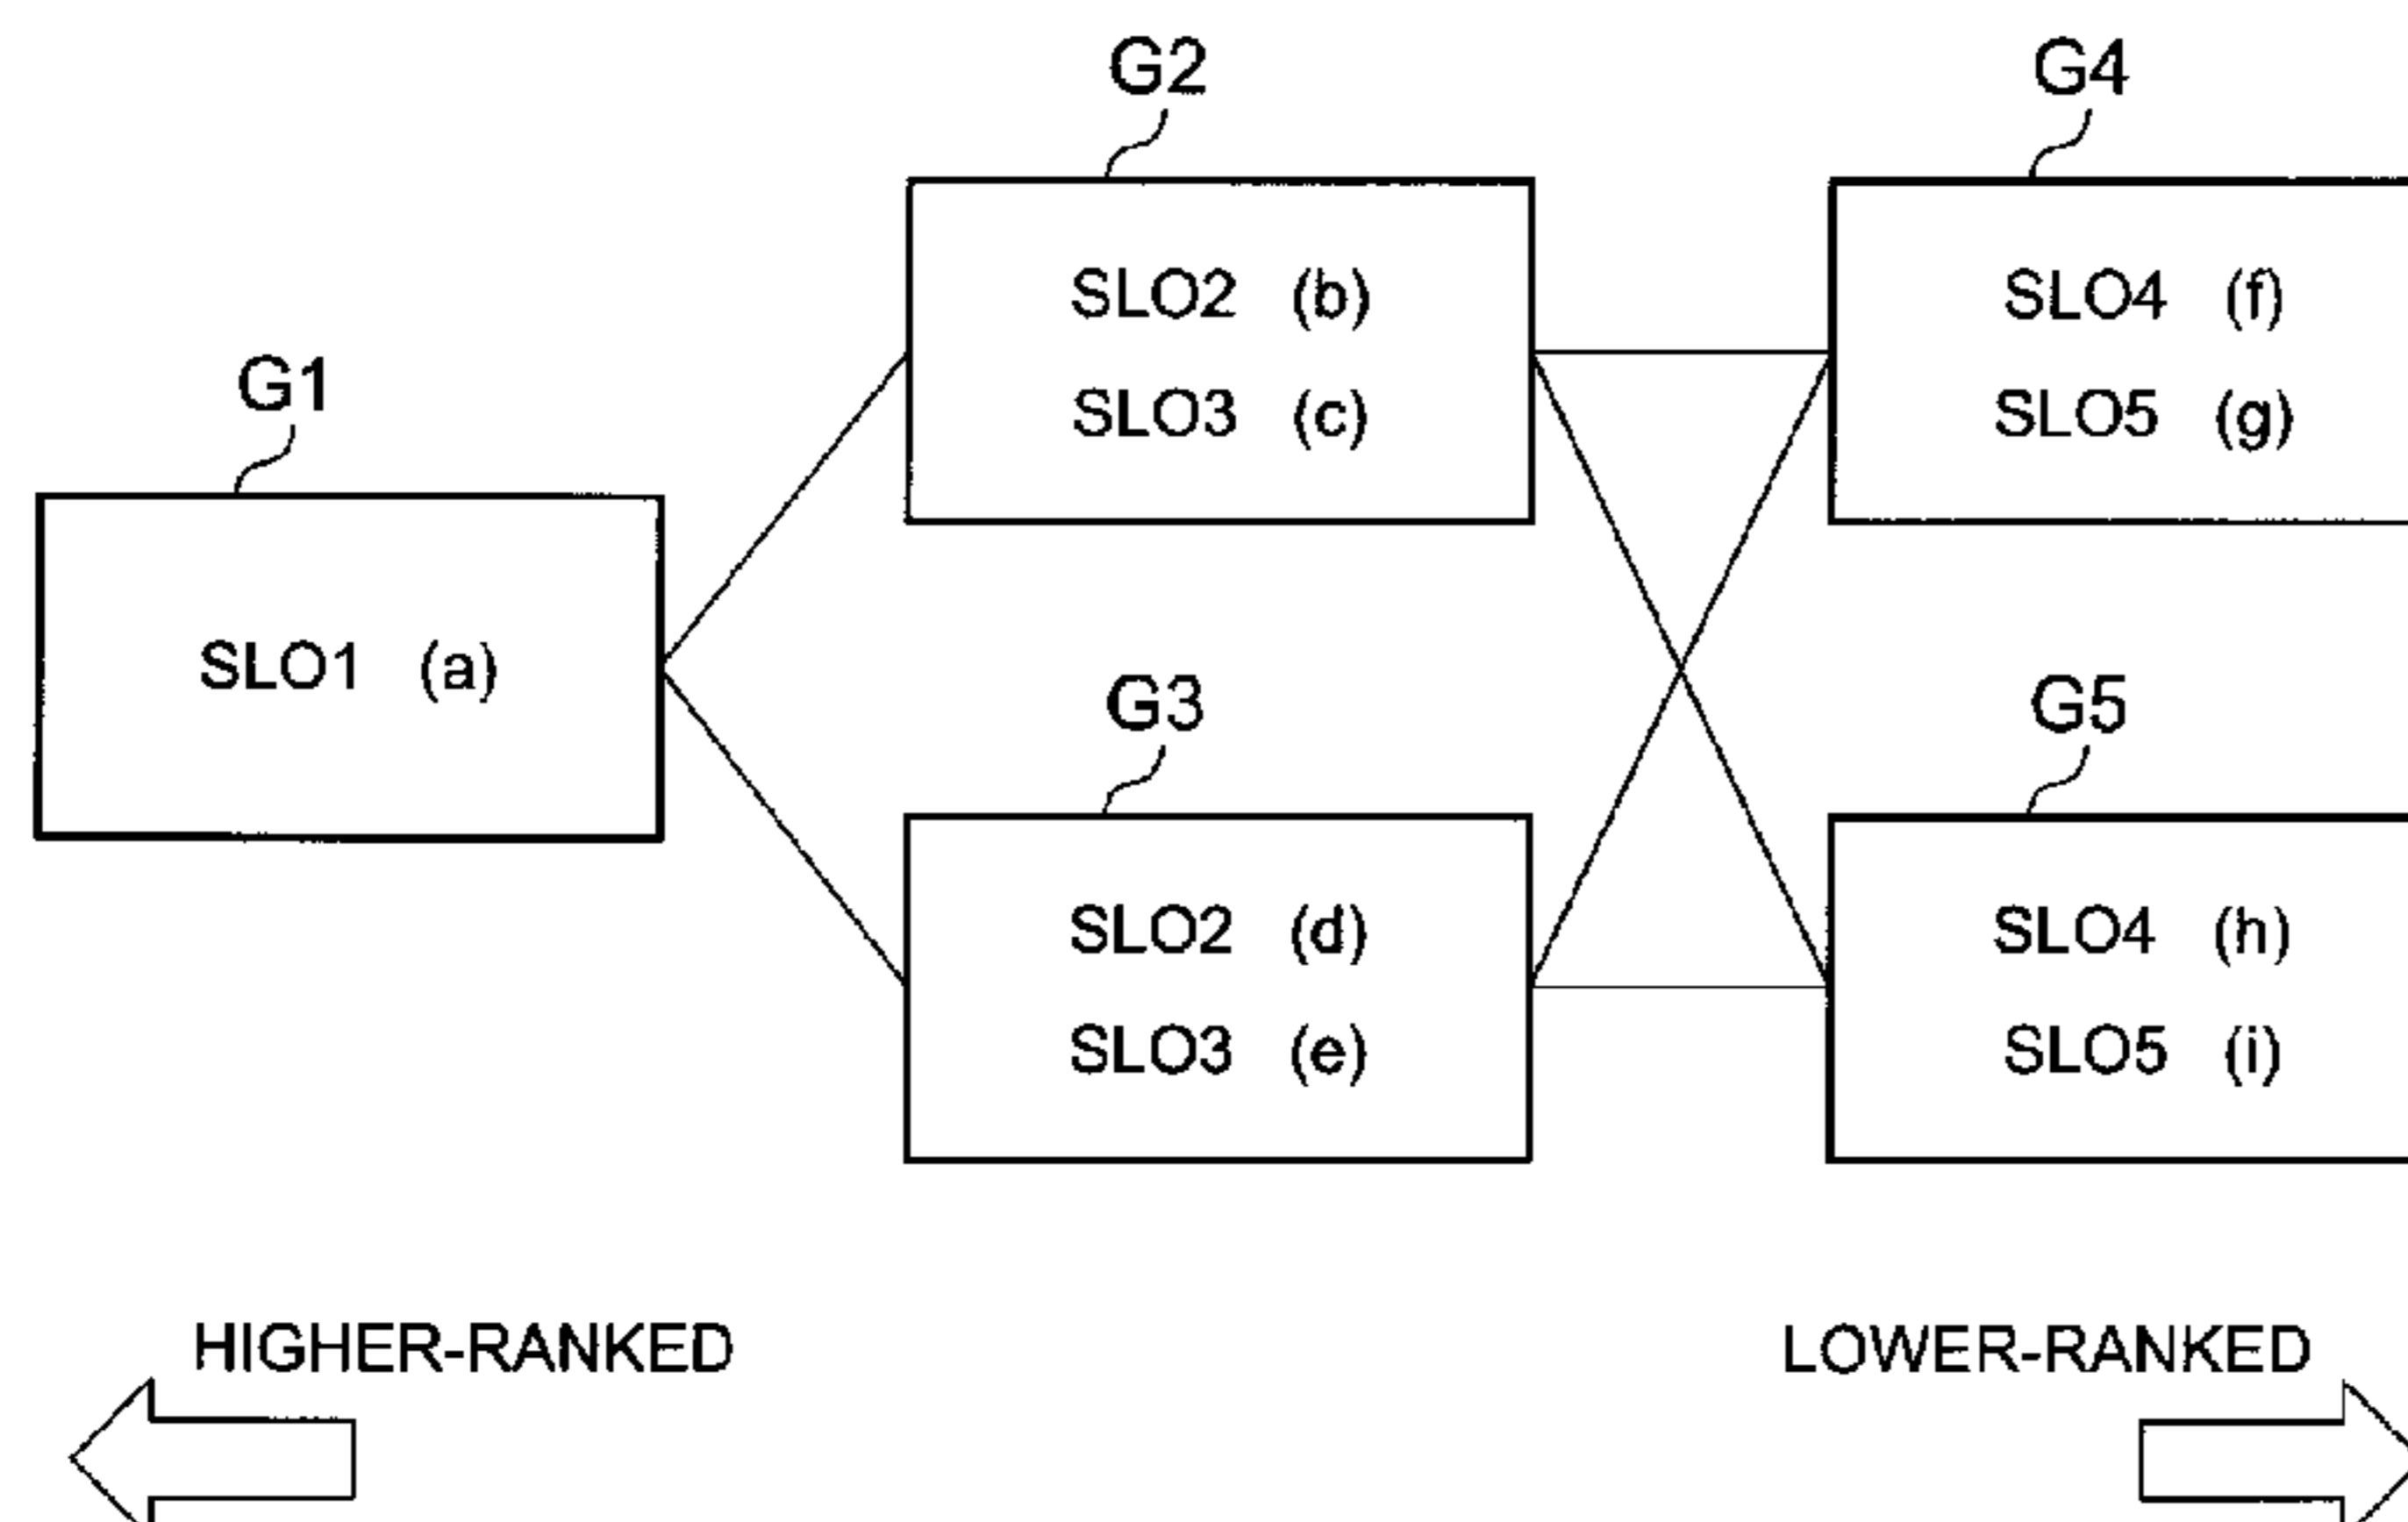 G1
SLO1 (a)
G2
SLO2 (b)
SLO3 (c)
G3
SLO2 (d)
SLO3 (e)
G4
SLO4 (f)
SLO5 (g)
G5
SLO4 (h)
SLO5 (i)
HIGHER-RANKED
LOWER-RANKED